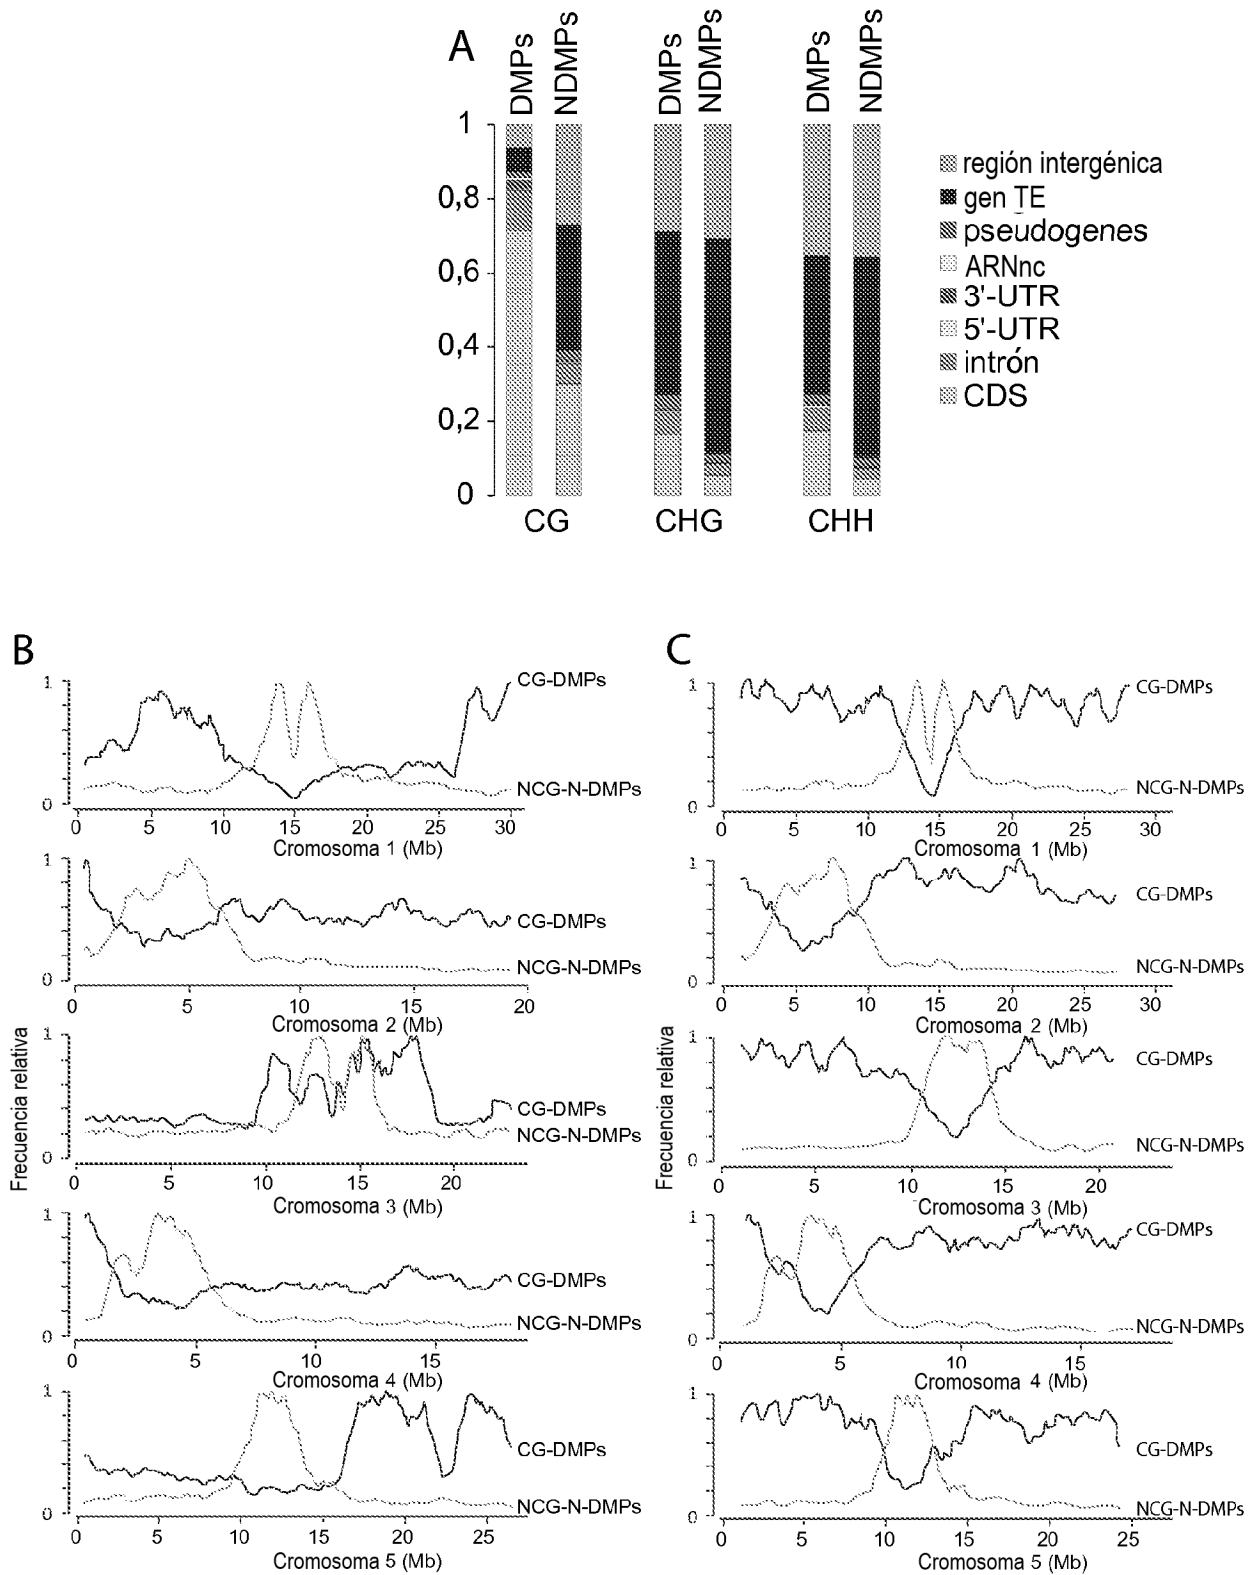 A
DMPs
NDMPs
DMPs
NDMPs
DMPs
NDMPs
1
0,8
0,6
0,4
0,2
0
CG
CHG
CHH
región intergénica
gen TE
pseudogenes
ARNnc
3'-UTR
5'-UTR
intrón
CDS
B
Frecuencia relativa
1
0
CG-DMPs
NCG-N-DMPs
0 5 10 15 20 25 30
Cromosoma 1 (Mb)
1
0
CG-DMPs
NCG-N-DMPs
0 5 10 15 20
Cromosoma 2 (Mb)
1
0
CG-DMPs
NCG-N-DMPs
0 5 10 15 20
Cromosoma 3 (Mb)
1
0
CG-DMPs
NCG-N-DMPs
0 5 10 15
Cromosoma 4 (Mb)
1
0
CG-DMPs
NCG-N-DMPs
0 5 10 15 20 25
Cromosoma 5 (Mb)
C
Frecuencia relativa
1
0
CG-DMPs
NCG-N-DMPs
0 5 10 15 20 25 30
Cromosoma 1 (Mb)
1
0
CG-DMPs
NCG-N-DMPs
0 5 10 15 20 25 30
Cromosoma 2 (Mb)
1
0
CG-DMPs
NCG-N-DMPs
0 5 10 15 20
Cromosoma 3 (Mb)
1
0
CG-DMPs
NCG-N-DMPs
0 5 10 15
Cromosoma 4 (Mb)
1
0
CG-DMPs
NCG-N-DMPs
0 5 10 15 20 25
Cromosoma 5 (Mb)